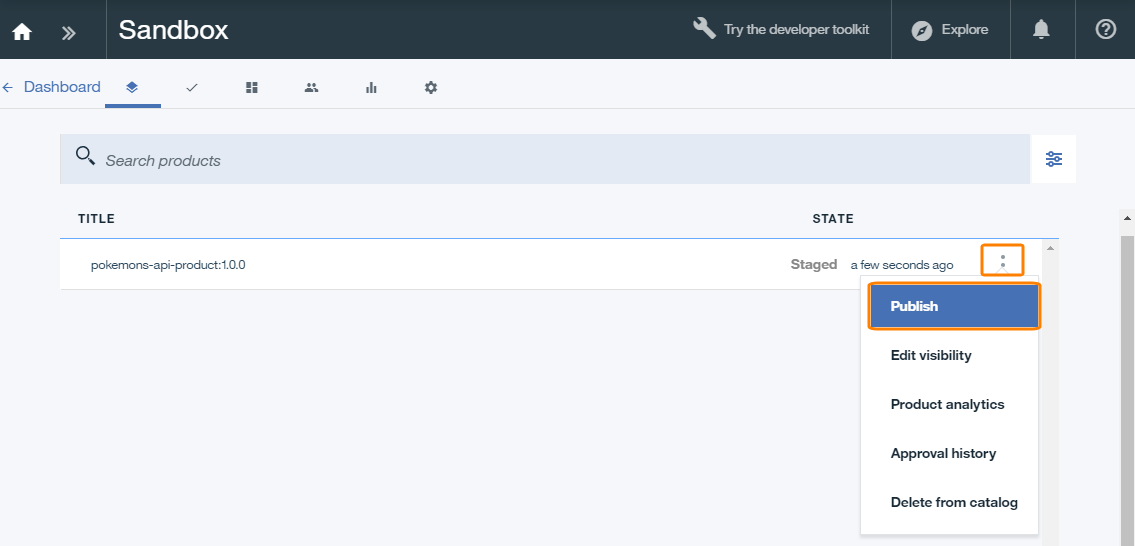 Sandbox
Try the developer toolkit
Explore
Dashboard
Search products
TITLE STATE
pokemons-api-product:1.0.0 Staged a few seconds ago
Publish
Edit visibility
Product analytics
Approval history
Delete from catalog